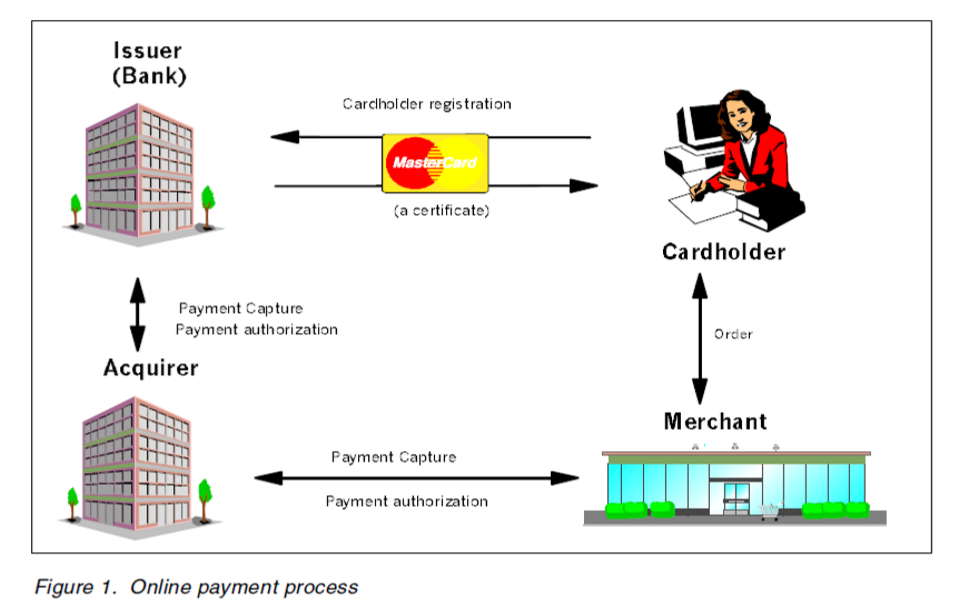 Issuer
(Bank)
Cardholder registration
MasterCard
(a certificate)
Cardholder
Payment Capture
Payment authorization
Order
Acquirer
Merchant
Payment Capture
Payment authorization
Figure 1. Online payment process